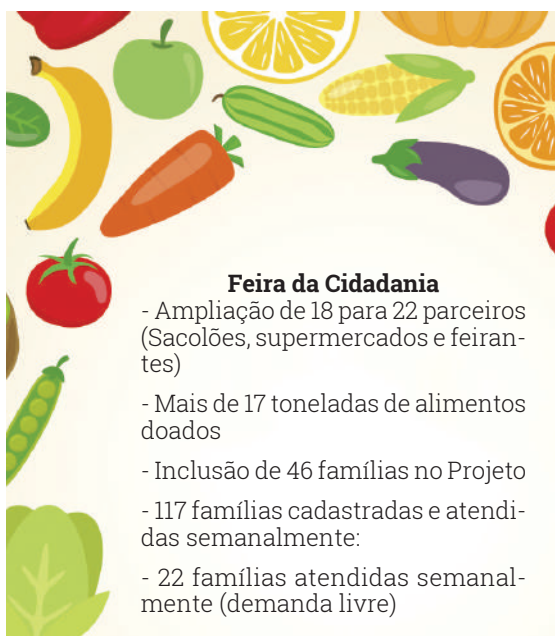 Feira da Cidadania
- Ampliação de 18 para 22 parceiros
(Sacolões, supermercados e feiran-
tes)
- Mais de 17 toneladas de alimentos
doados
- Inclusão de 46 famílias no Projeto
- 117 famílias cadastradas e atendi-
das semanalmente:
- 22 famílias atendidas semanal-
mente (demanda livre)